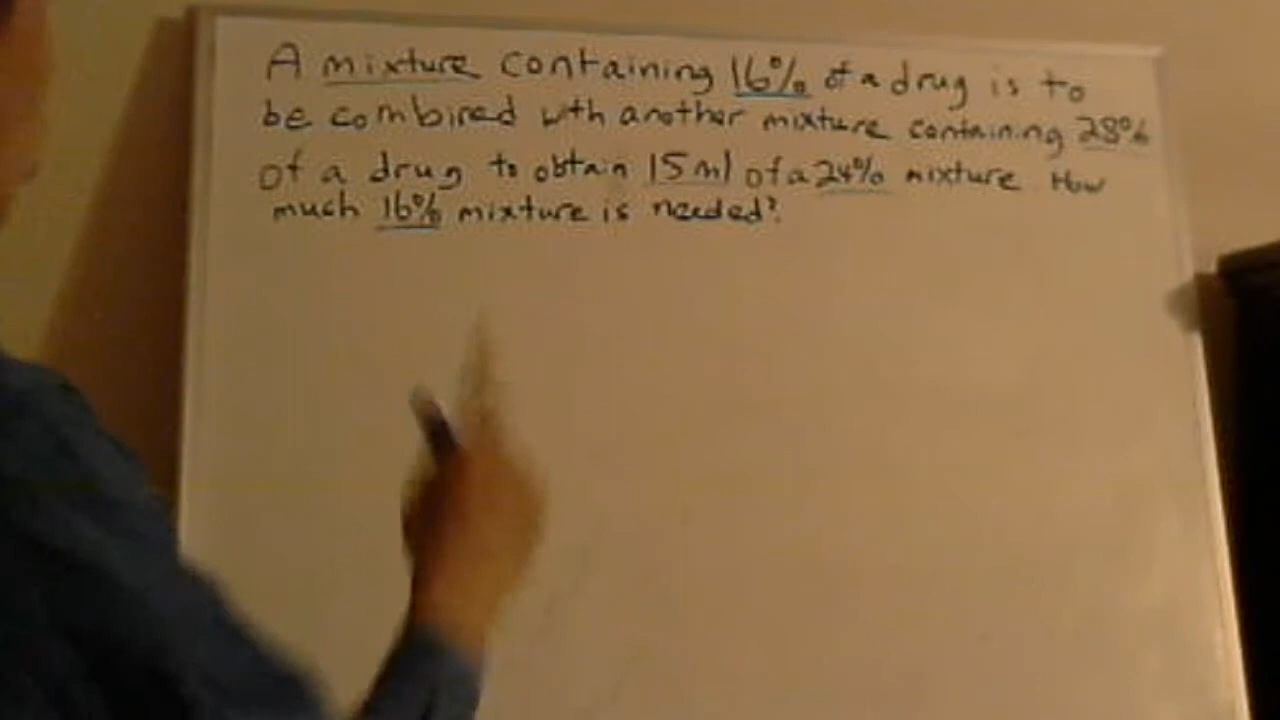 A mixture containing 16% of a drug is to
be combined with another mixture containing 28%
of a drug to obtain 15 ml of a 24% mixture How
much 16% mixture is needed?